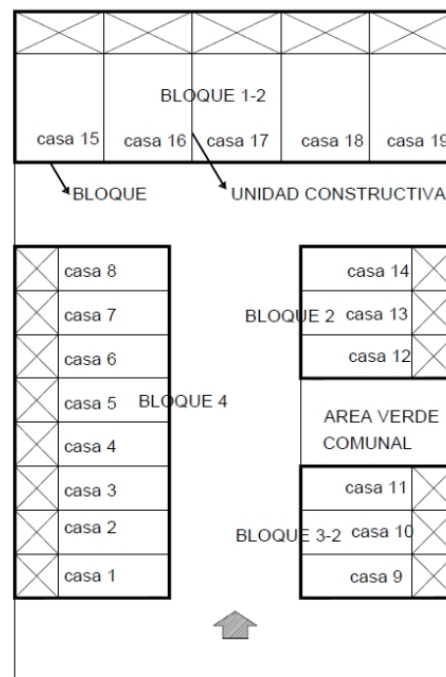 BLOQUE 1-2
casa 15
casa 16
casa 17
casa 18
casa 19
BLOQUE
UNIDAD CONSTRUCTIVA
casa 8
casa 7
casa 6
casa 5
casa 4
casa 3
casa 2
casa 1
BLOQUE 4
casa 14
BLOQUE 2
casa 13
casa 12
AREA VERDE
COMUNAL
casa 11
BLOQUE 3-2
casa 10
casa 9